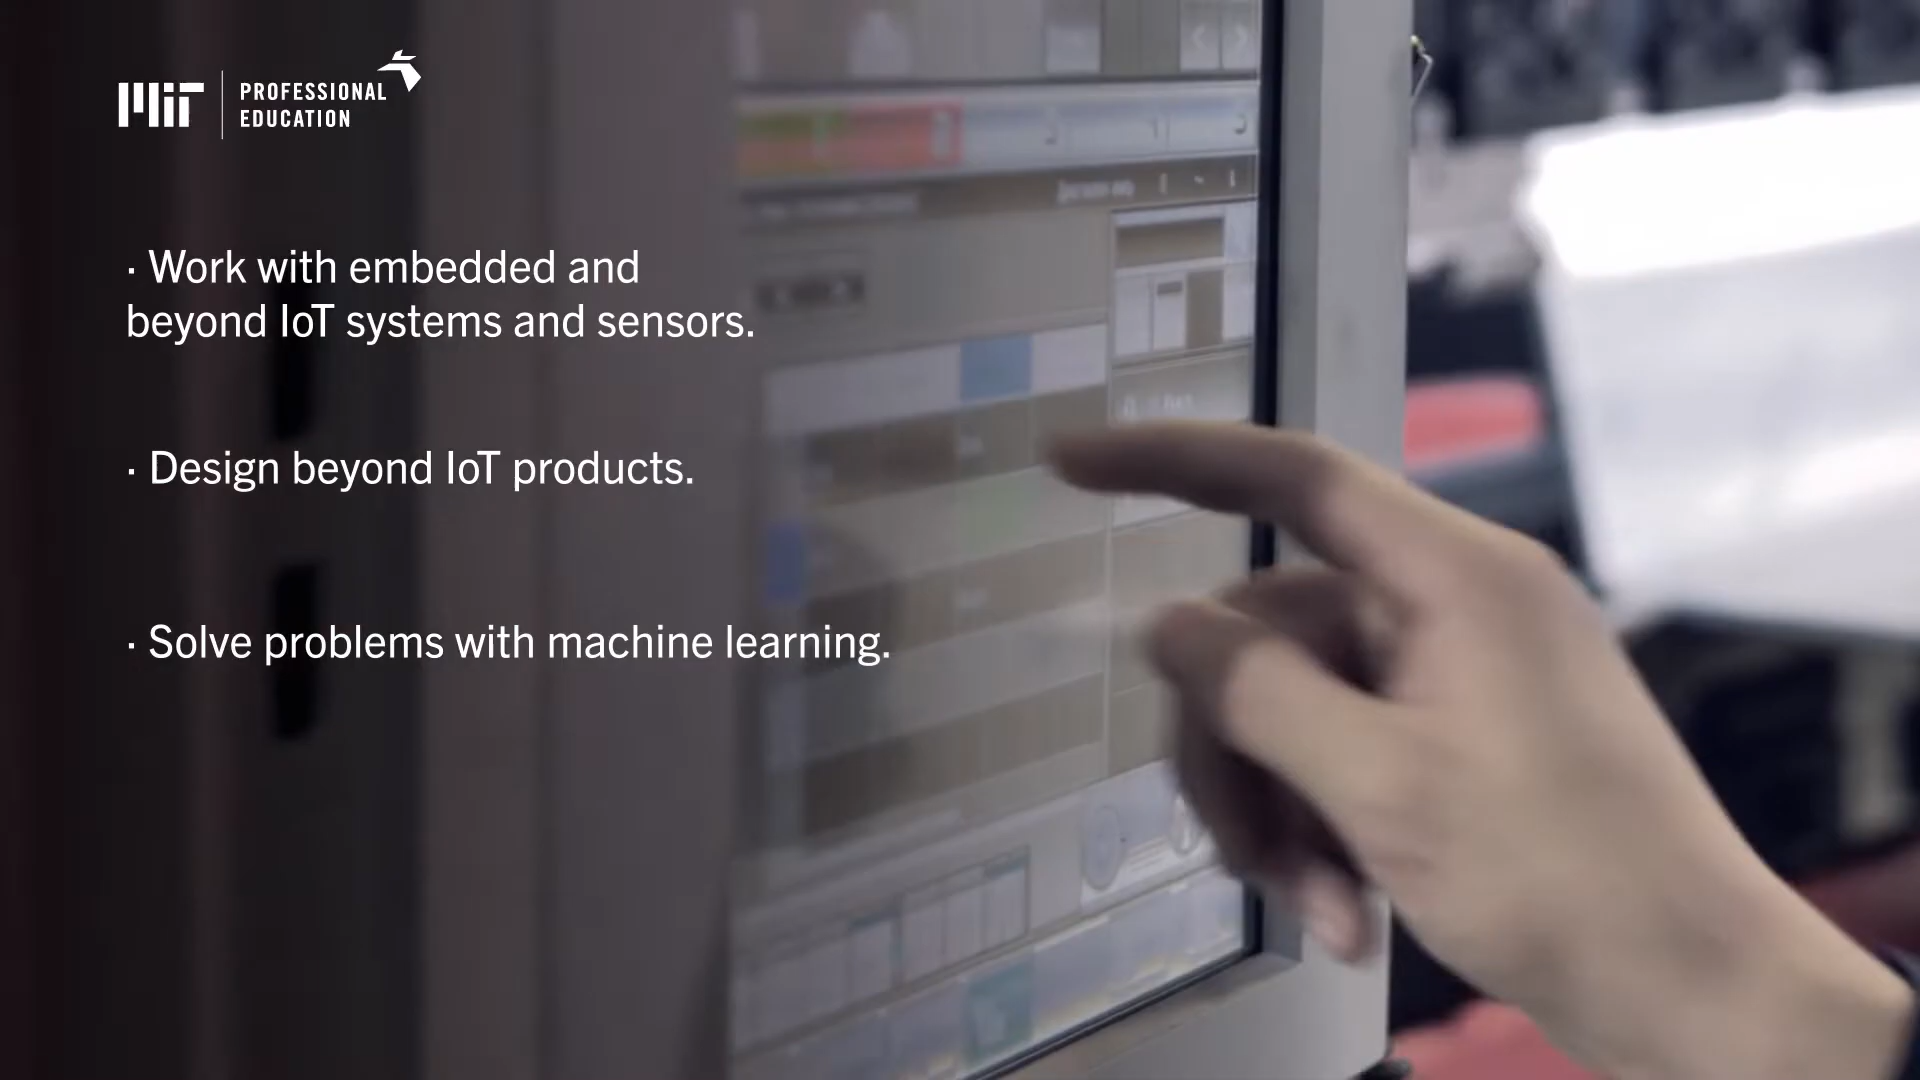 MIT
PROFESSIONAL
EDUCATION
· Work with embedded and
beyond IoT systems and sensors.
· Design beyond IoT products.
· Solve problems with machine learning.